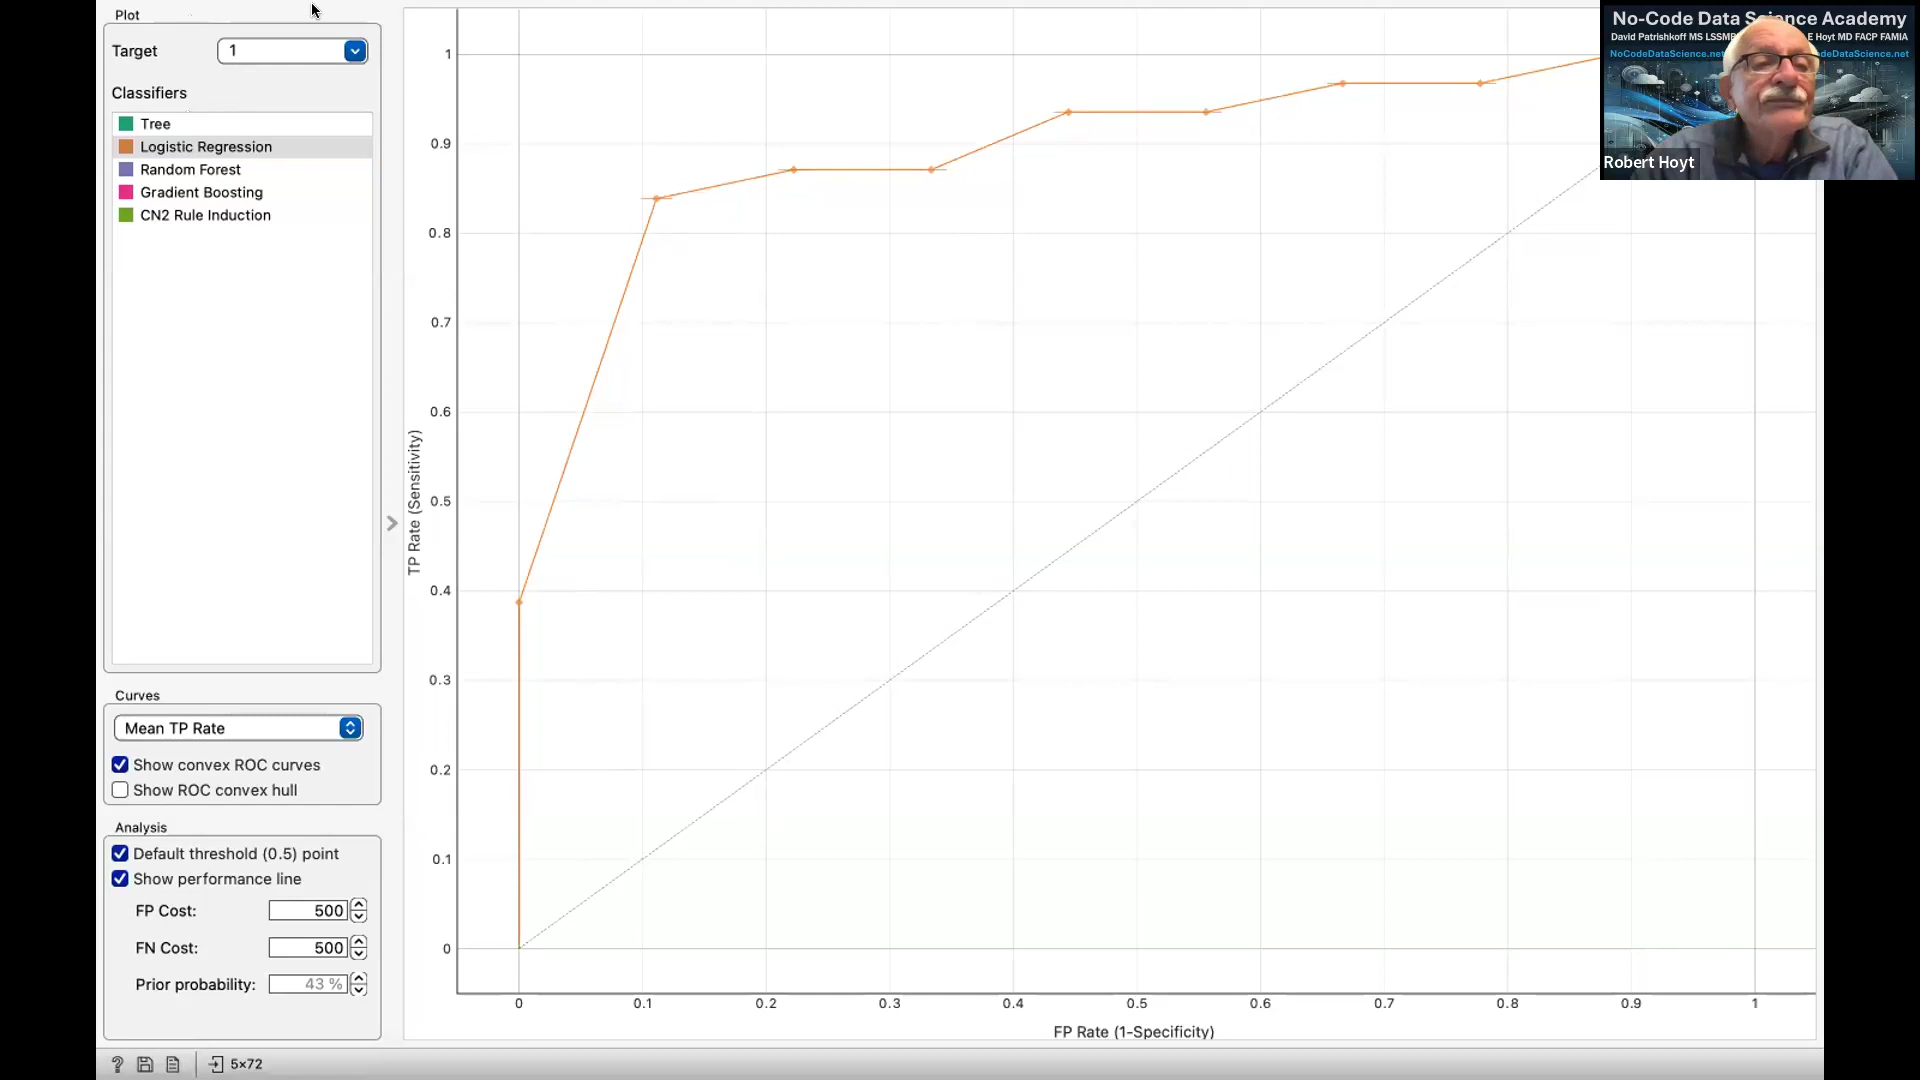 Plot
Target
1
Classifiers
Tree
Logistic Regression
Random Forest
Gradient Boosting
CN2 Rule Induction
Curves
Mean TP Rate
Show convex ROC curves
Show ROC convex hull
Analysis
Default threshold (0.5) point
Show performance line
FP Cost: 500
FN Cost: 500
Prior probability: 43 %
5×72
TP Rate (Sensitivity)
1
0.9
0.8
0.7
0.6
0.5
0.4
0.3
0.2
0.1
0
0 0.1 0.2 0.3 0.4 0.5 0.6 0.7 0.8 0.9 1
FP Rate (1-Specificity)
No-Code Data Science Academy
David Patrishkoff MS E Hoyt MD FACP FAMIA
NoCodeDataScience.net
Robert Hoyt